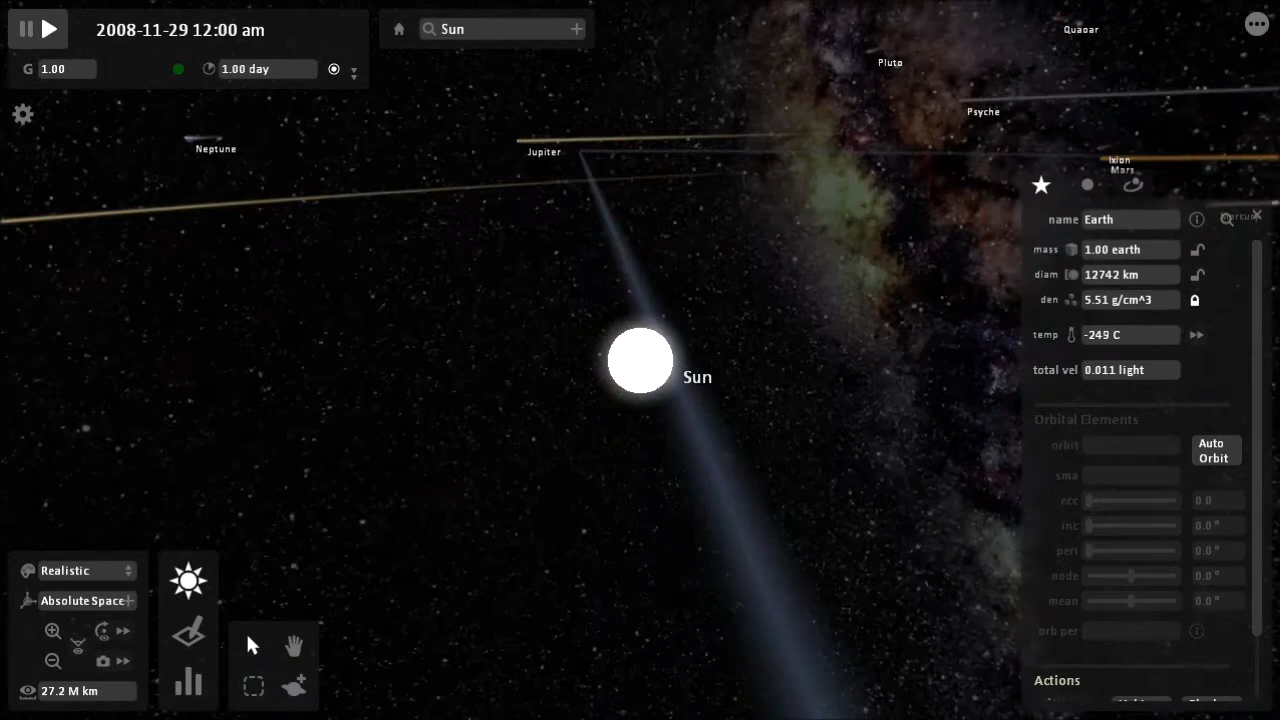 2008-11-29 12:00 am
Sun
G 1.00
1.00 day
Quaoar
Pluto
Psyche
Neptune
Jupiter
Ixion
Mars
name Earth
mass 1.00 earth
diam 12742 km
den 5.51 g/cm^3
temp -249 C
total vel 0.011 light
Orbital Elements
orbit
Auto
Orbit
sma
ecc 0.0
inc 0.0°
peri 0.0°
node 0.0°
mean 0.0°
orb per
Actions
Sun
Realistic
Absolute Space
27.2 M km